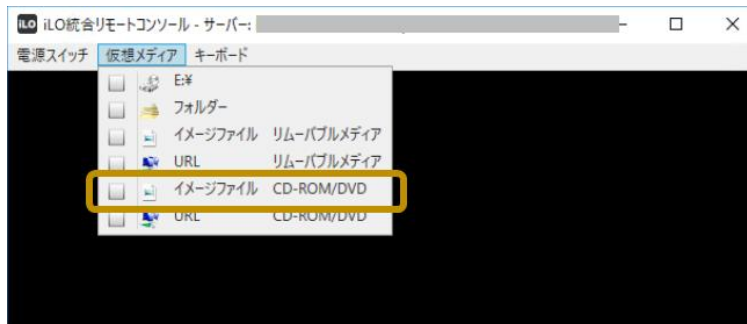 iLO iLO統合リモートコンソール - サーバー:
電源スイッチ 仮想メディア キーボード
E:¥
フォルダー
イメージファイル リムーバブルメディア
URL リムーバブルメディア
イメージファイル CD-ROM/DVD
URL CD-ROM/DVD